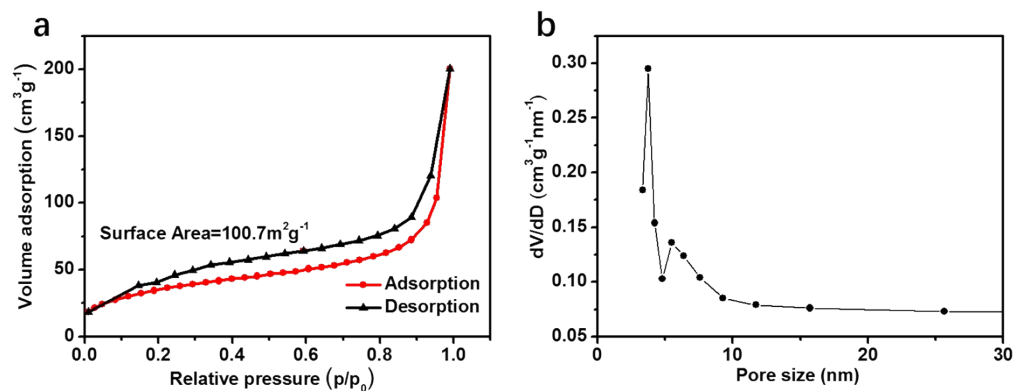 a
200
150
100
50
0
Volume adsorption (cm³g⁻¹)
Surface Area=100.7m²g⁻¹
Adsorption
Desorption
0.0 0.2 0.4 0.6 0.8 1.0
Relative pressure (p/p₀)
b
0.30
0.25
0.20
0.15
0.10
0.05
dV/dD (cm³g⁻¹nm⁻¹)
0 10 20 30
Pore size (nm)